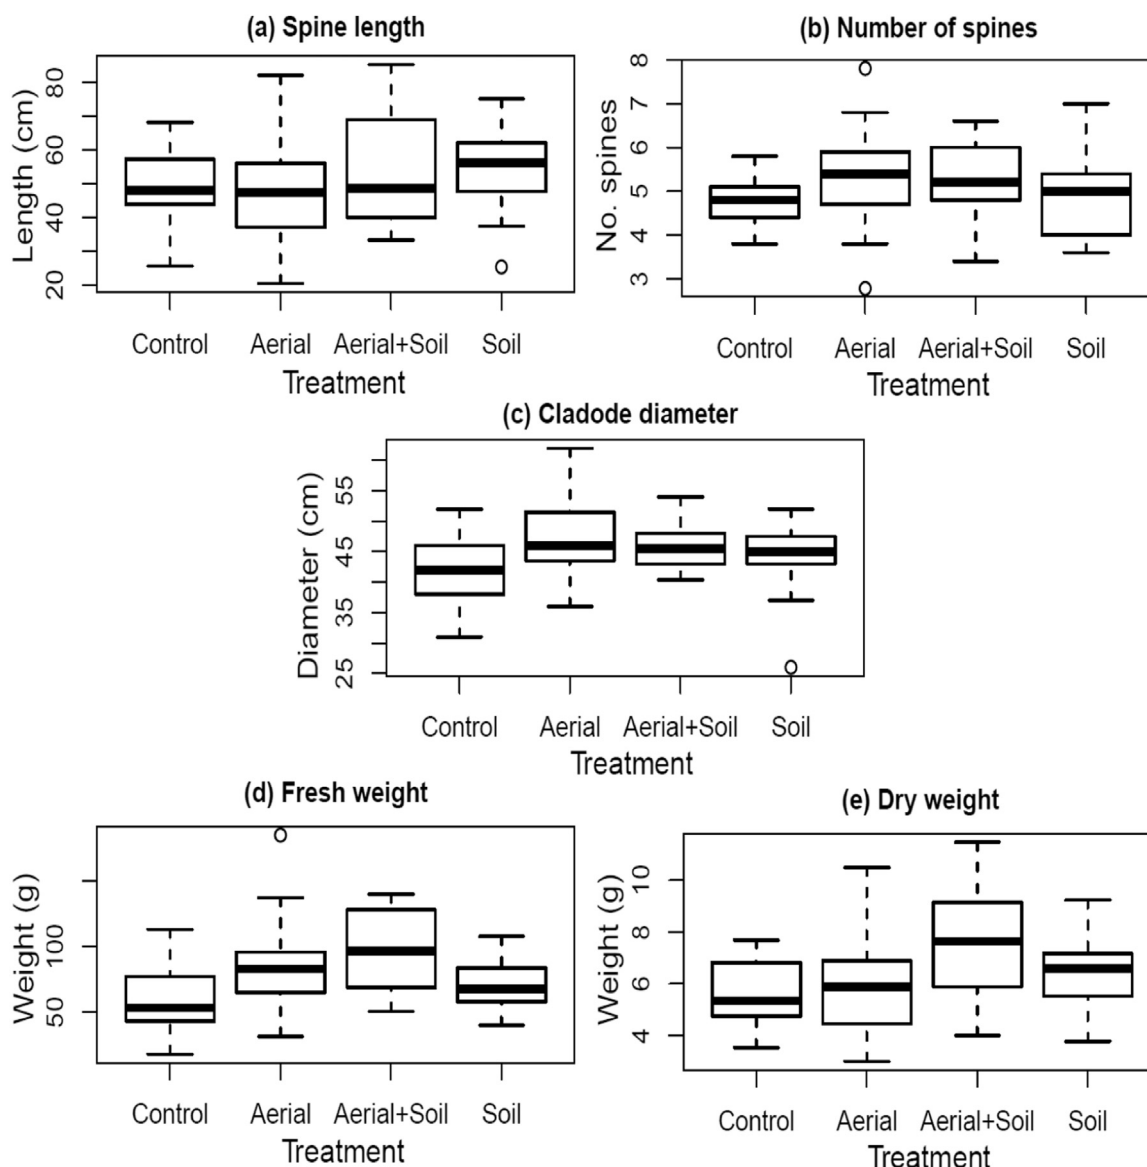 (a) Spine length
Length (cm)
80
60
40
20
Control Aerial Aerial+Soil Soil
Treatment
(b) Number of spines
No. spines
8
7
6
5
4
3
Control Aerial Aerial+Soil Soil
Treatment
(c) Cladode diameter
Diameter (cm)
55
45
35
25
Control Aerial Aerial+Soil Soil
Treatment
(d) Fresh weight
Weight (g)
100
50
Control Aerial Aerial+Soil Soil
Treatment
(e) Dry weight
Weight (g)
10
8
6
4
Control Aerial Aerial+Soil Soil
Treatment